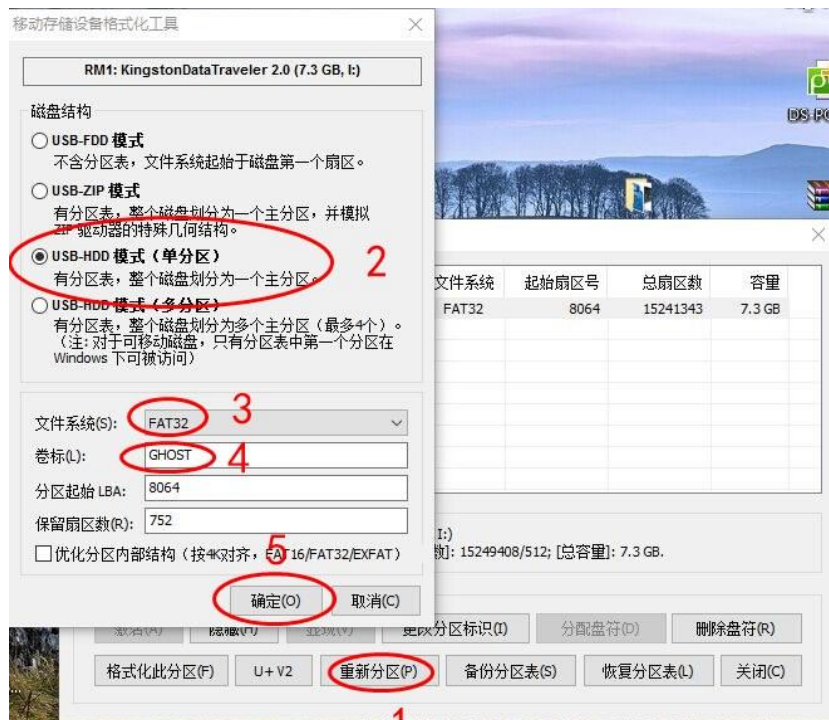 移动存储设备格式化工具
RM1: KingstonDataTraveler 2.0 (7.3 GB, I:)
磁盘结构
USB-FDD 模式
不含分区表，文件系统起始于磁盘第一个扇区。
USB-ZIP 模式
有分区表，整个磁盘划分为一个主分区，并模拟
ZIP 驱动器的特殊几何结构。
USB-HDD 模式（单分区）
有分区表，整个磁盘划分为一个主分区。
2
USB-HDD 模式（多分区）
有分区表，整个磁盘划分为多个主分区（最多4个）。
（注：对于可移动磁盘，只有分区表中第一个分区在
Windows 下可被访问）
文件系统(S): FAT32
3
卷标(L): GHOST
4
分区起始 LBA: 8064
保留扇区数(R): 752
优化分区内部结构（按4K对齐，FAT16/FAT32/EXFAT）
5
确定(O) 取消(C)
文件系统 起始扇区号 总扇区数 容量
FAT32 8064 15241343 7.3 GB
I:)
数]: 15249408/512; [总容量]: 7.3 GB.
激活(A) 隐藏(H) 更改分区标识(I) 分配盘符(D) 删除盘符(R)
格式化此分区(F) U+ V2 重新分区(P) 备份分区表(S) 恢复分区表(L) 关闭(C)
1